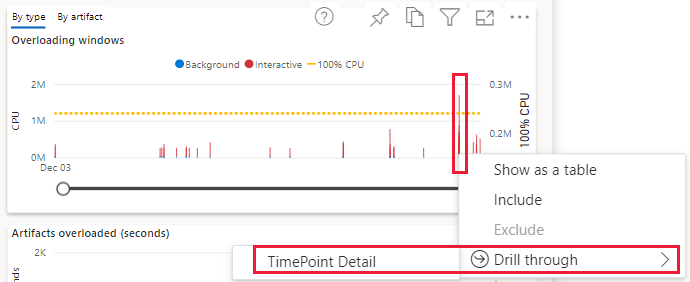 By type By artifact
Overloading windows
Background Interactive 100% CPU
2M 0.3M
CPU 1M 0.2M 100% CPU
0M
Dec 03
Show as a table
Include
Exclude
Artifacts overloaded (seconds)
2K
TimePoint Detail Drill through